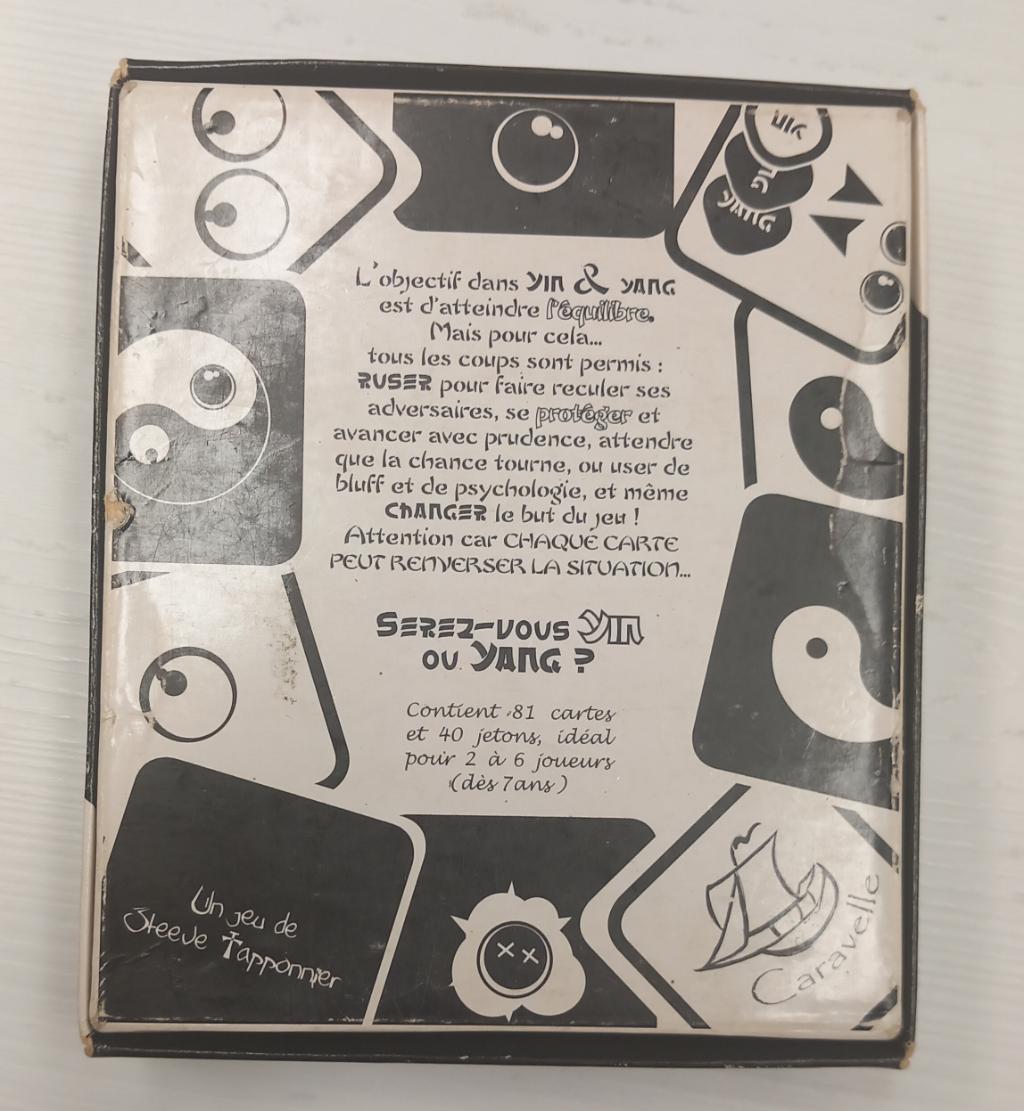 yin
yang
L'objectif dans yin & yang
est d'atteindre l'équilibre.
Mais pour cela...
tous les coups sont permis :
RUSER pour faire reculer ses
adversaires, se protéger et
avancer avec prudence, attendre
que la chance tourne, ou user de
bluff et de psychologie, et même
CHANGER le but du jeu !
Attention car CHAQUE CARTE
PEUT RENVERSER LA SITUATION...
SEREZ-VOUS YIN
OU YANG ?
Contient 81 cartes
et 40 jetons, idéal
pour 2 à 6 joueurs
(dès 7ans)
Un jeu de
Steeve Tapponnier
Caravelle